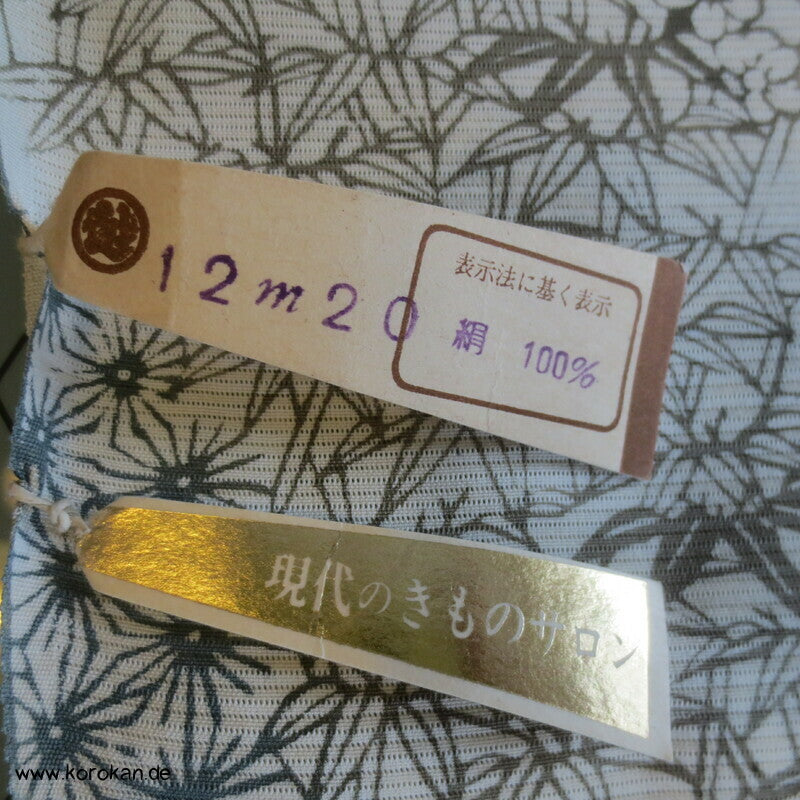 12m20
表示法に基く表示
絹 100%
現代のきものサロン
www.korokan.de